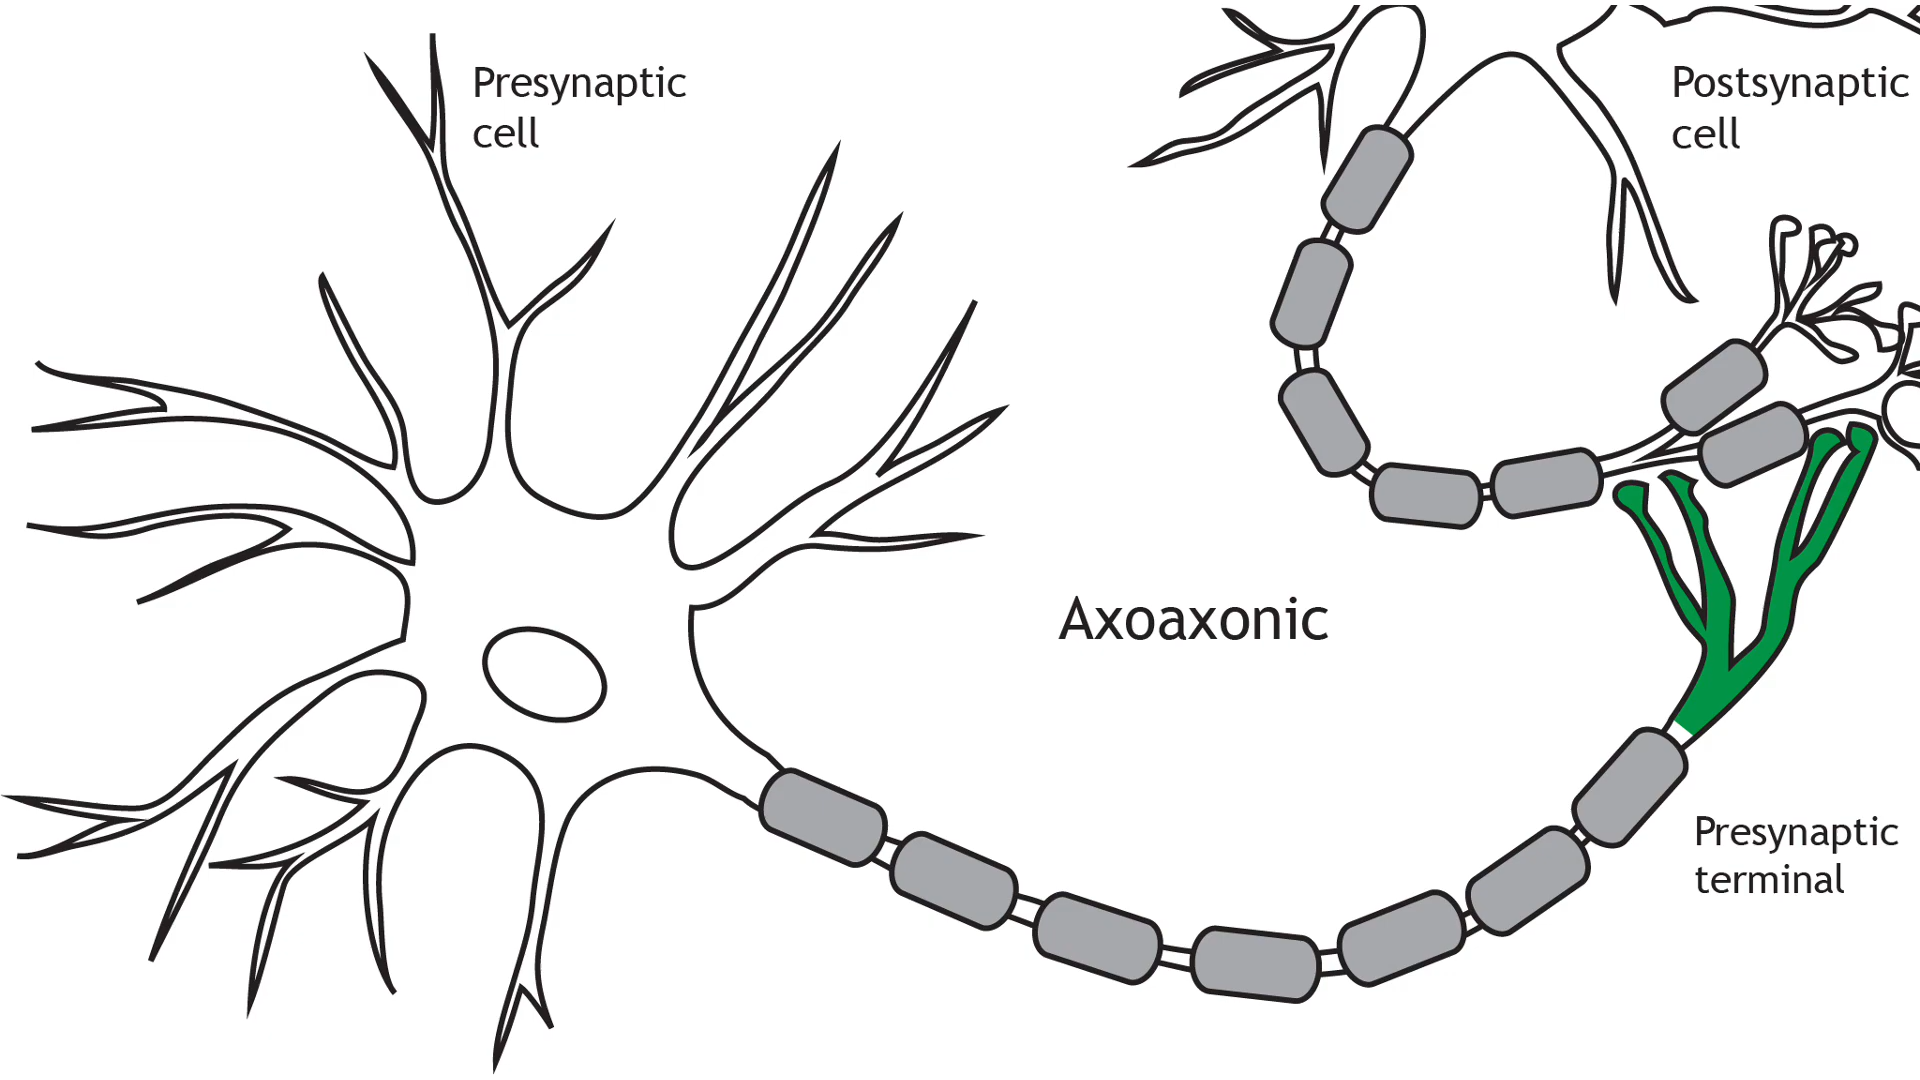 Presynaptic
cell
Postsynaptic
cell
Axoaxonic
Presynaptic
terminal